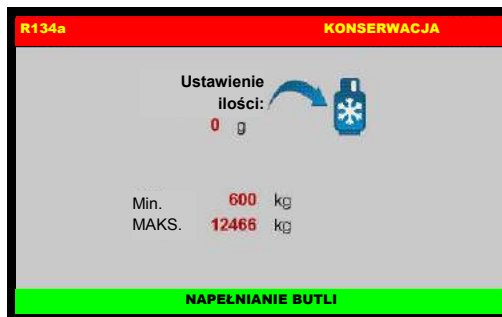 R134a KONSERWACJA
Ustawienie
ilości:
0 g
Min. 600 kg
MAKS. 12466 kg
NAPEŁNIANIE BUTLI